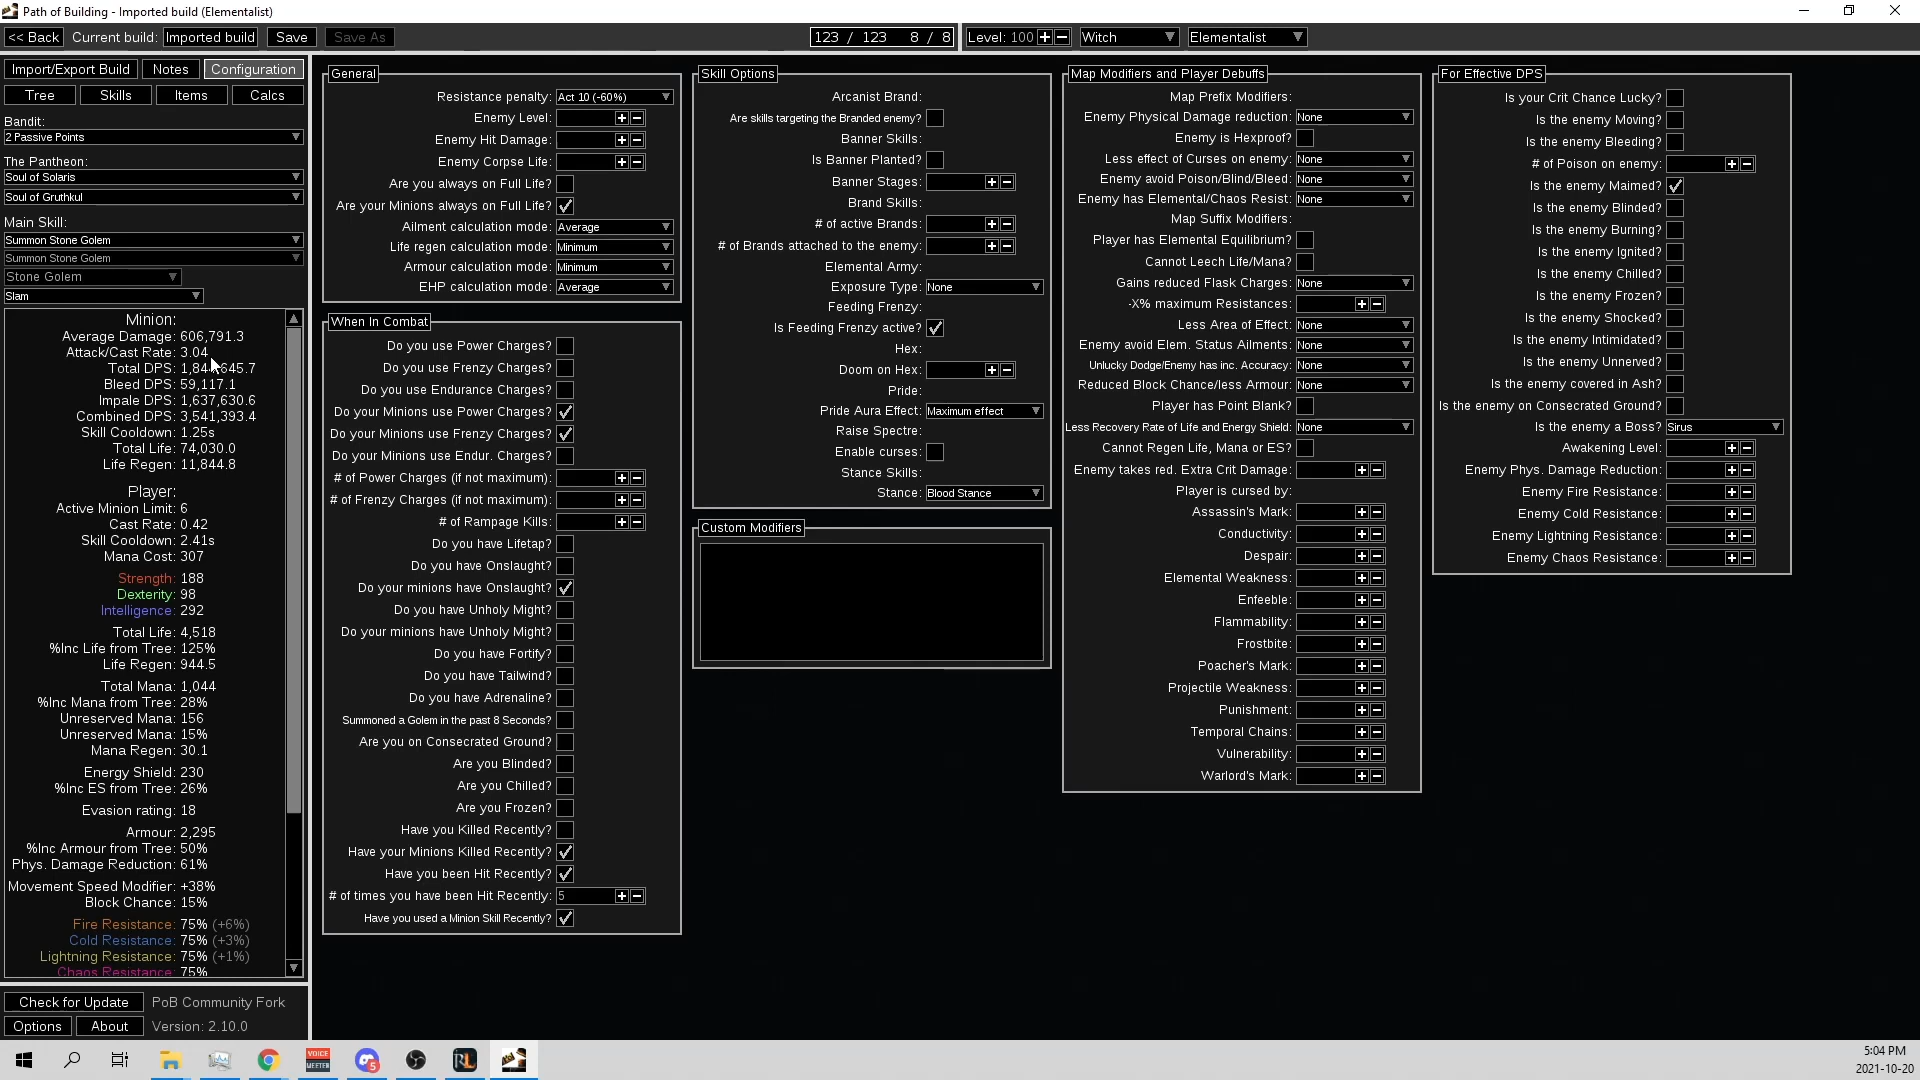 Path of Building - Imported build (Elementalist)
<< Back Current build: Imported build Save Save As 123 / 123 8 / 8 Level: 100 + − Witch Elementalist
Import/Export Build Notes Configuration
Tree Skills Items Calcs
Bandit:
2 Passive Points
The Pantheon:
Soul of Solaris
Soul of Gruthkul
Main Skill:
Summon Stone Golem
Summon Stone Golem
Stone Golem
Slam
Minion:
Average Damage: 606,791.3
Attack/Cast Rate: 3.04
Total DPS: 1,844,645.7
Bleed DPS: 59,117.1
Impale DPS: 1,637,630.6
Combined DPS: 3,541,393.4
Skill Cooldown: 1.25s
Total Life: 74,030.0
Life Regen: 11,844.8
Player:
Active Minion Limit: 6
Cast Rate: 0.42
Skill Cooldown: 2.41s
Mana Cost: 307
Strength: 188
Dexterity: 98
Intelligence: 292
Total Life: 4,518
%Inc Life from Tree: 125%
Life Regen: 944.5
Total Mana: 1,044
%Inc Mana from Tree: 28%
Unreserved Mana: 156
Unreserved Mana: 15%
Mana Regen: 30.1
Energy Shield: 230
%Inc ES from Tree: 26%
Evasion rating: 18
Armour: 2,295
%Inc Armour from Tree: 50%
Phys. Damage Reduction: 61%
Movement Speed Modifier: +38%
Block Chance: 15%
Fire Resistance: 75% (+6%)
Cold Resistance: 75% (+3%)
Lightning Resistance: 75% (+1%)
Chaos Resistance: 75%
Check for Update PoB Community Fork
Options About Version: 2.10.0
General
Resistance penalty: Act 10 (-60%)
Enemy Level:
Enemy Hit Damage:
Enemy Corpse Life:
Are you always on Full Life?
Are your Minions always on Full Life?
Ailment calculation mode: Average
Life regen calculation mode: Minimum
Armour calculation mode: Minimum
EHP calculation mode: Average
When In Combat
Do you use Power Charges?
Do you use Frenzy Charges?
Do you use Endurance Charges?
Do your Minions use Power Charges?
Do your Minions use Frenzy Charges?
Do your Minions use Endur. Charges?
# of Power Charges (if not maximum):
# of Frenzy Charges (if not maximum):
# of Rampage Kills:
Do you have Lifetap?
Do you have Onslaught?
Do your minions have Onslaught?
Do you have Unholy Might?
Do your minions have Unholy Might?
Do you have Fortify?
Do you have Tailwind?
Do you have Adrenaline?
Summoned a Golem in the past 8 Seconds?
Are you on Consecrated Ground?
Are you Blinded?
Are you Chilled?
Are you Frozen?
Have you Killed Recently?
Have your Minions Killed Recently?
Have you been Hit Recently?
# of times you have been Hit Recently: 5
Have you used a Minion Skill Recently?
Skill Options
Arcanist Brand:
Are skills targeting the Branded enemy?
Banner Skills:
Is Banner Planted?
Banner Stages:
Brand Skills:
# of active Brands:
# of Brands attached to the enemy:
Elemental Army:
Exposure Type: None
Feeding Frenzy:
Is Feeding Frenzy active?
Hex:
Doom on Hex:
Pride:
Pride Aura Effect: Maximum effect
Raise Spectre:
Enable curses:
Stance Skills:
Stance: Blood Stance
Custom Modifiers
Map Modifiers and Player Debuffs
Map Prefix Modifiers:
Enemy Physical Damage reduction: None
Enemy is Hexproof?
Less effect of Curses on enemy: None
Enemy avoid Poison/Blind/Bleed: None
Enemy has Elemental/Chaos Resist: None
Map Suffix Modifiers:
Player has Elemental Equilibrium?
Cannot Leech Life/Mana?
Gains reduced Flask Charges: None
-X% maximum Resistances:
Less Area of Effect: None
Enemy avoid Elem. Status Ailments: None
Unlucky Dodge/Enemy has inc. Accuracy: None
Reduced Block Chance/less Armour: None
Player has Point Blank?
Less Recovery Rate of Life and Energy Shield: None
Cannot Regen Life, Mana or ES?
Enemy takes red. Extra Crit Damage:
Player is cursed by:
Assassin's Mark:
Conductivity:
Despair:
Elemental Weakness:
Enfeeble:
Flammability:
Frostbite:
Poacher's Mark:
Projectile Weakness:
Punishment:
Temporal Chains:
Vulnerability:
Warlord's Mark:
For Effective DPS
Is your Crit Chance Lucky?
Is the enemy Moving?
Is the enemy Bleeding?
# of Poison on enemy:
Is the enemy Maimed?
Is the enemy Blinded?
Is the enemy Burning?
Is the enemy Ignited?
Is the enemy Chilled?
Is the enemy Frozen?
Is the enemy Shocked?
Is the enemy Intimidated?
Is the enemy Unnerved?
Is the enemy covered in Ash?
Is the enemy on Consecrated Ground?
Is the enemy a Boss? Sirus
Awakening Level:
Enemy Phys. Damage Reduction:
Enemy Fire Resistance:
Enemy Cold Resistance:
Enemy Lightning Resistance:
Enemy Chaos Resistance:
VOICE
MEETER
5
5:04 PM
2021-10-20